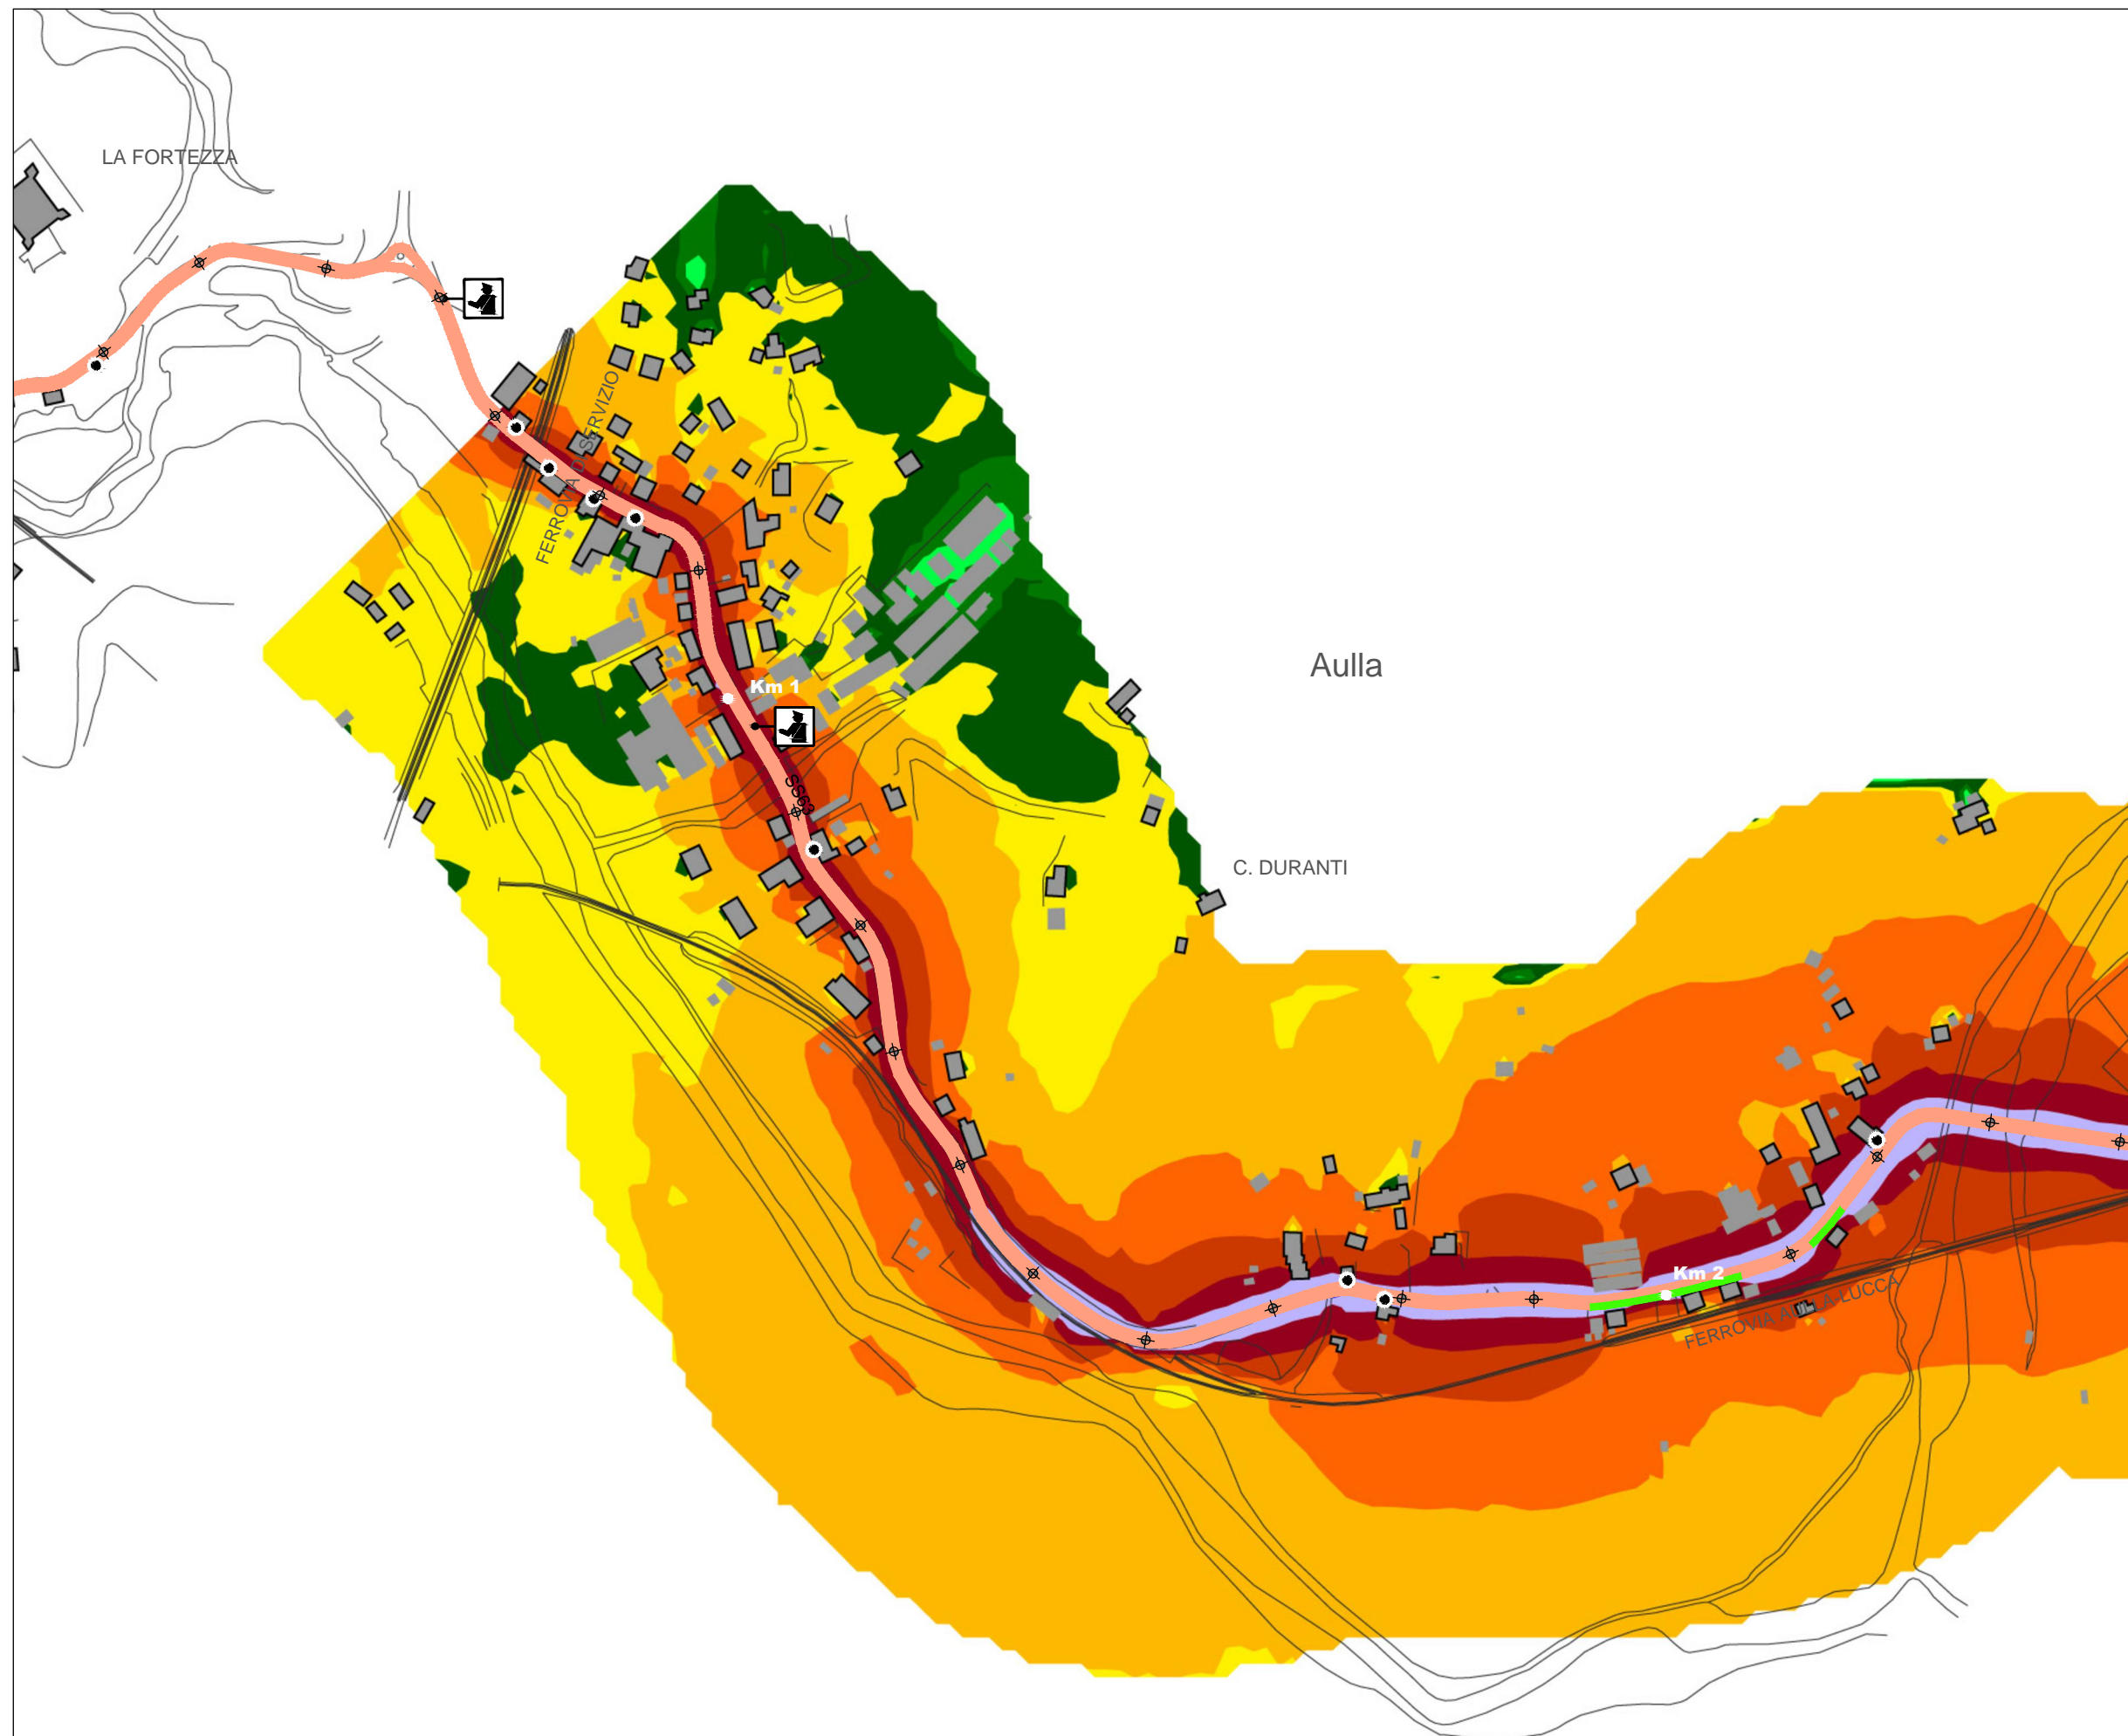 LA FORTEZZA
FERROVIA DI SERVIZIO
Aulla
Km 1
SS63
C. DURANTI
Km 2
FERROVIA AULLA-LUCCA